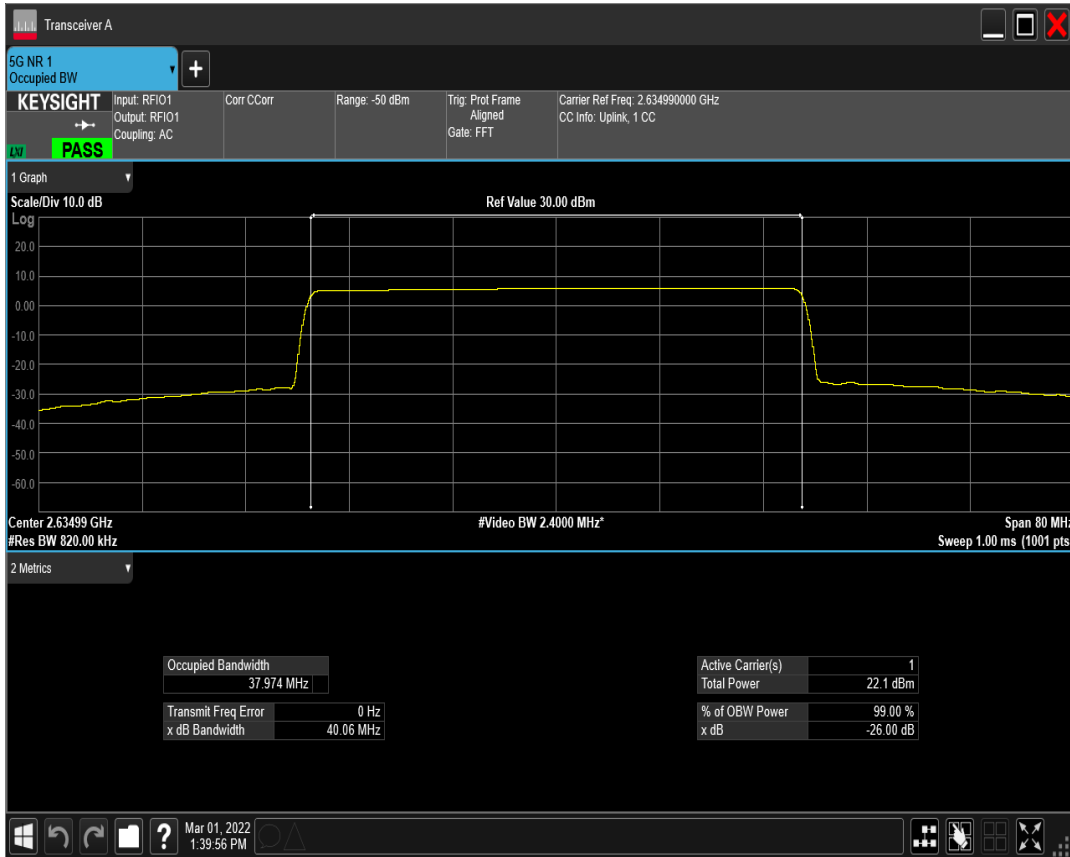 Transceiver A
5G NR 1
Occupied BW
+
KEYSIGHT
LXI
PASS
Input: RFIO1
Output: RFIO1
Coupling: AC
Corr CCorr
Range: -50 dBm
Trig: Prot Frame
Aligned
Gate: FFT
Carrier Ref Freq: 2.634990000 GHz
CC Info: Uplink, 1 CC
1 Graph
Scale/Div 10.0 dB
Ref Value 30.00 dBm
Log
20.0
10.0
0.00
-10.0
-20.0
-30.0
-40.0
-50.0
-60.0
Center 2.63499 GHz
#Video BW 2.4000 MHz*
Span 80 MHz
#Res BW 820.00 kHz
Sweep 1.00 ms (1001 pts
2 Metrics
Occupied Bandwidth
37.974 MHz
Transmit Freq Error 0 Hz
x dB Bandwidth 40.06 MHz
Active Carrier(s) 1
Total Power 22.1 dBm
% of OBW Power 99.00 %
x dB -26.00 dB
?
Mar 01, 2022
1:39:56 PM